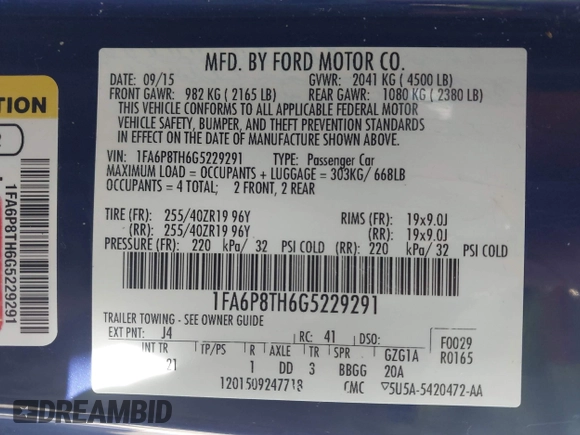 MFD. BY FORD MOTOR CO.
DATE: 09/15 GVWR: 2041 KG ( 4500 LB)
FRONT GAWR: 982 KG ( 2165 LB) REAR GAWR: 1080 KG ( 2380 LB)
THIS VEHICLE CONFORMS TO ALL APPLICABLE FEDERAL MOTOR
VEHICLE SAFETY, BUMPER, AND THEFT PREVENTION STANDARDS
IN EFFECT ON THE DATE OF MANUFACTURE SHOWN ABOVE.
VIN: 1FA6P8TH6G5229291 TYPE: Passenger Car
MAXIMUM LOAD = OCCUPANTS + LUGGAGE = 303KG/ 668LB
OCCUPANTS = 4 TOTAL; 2 FRONT, 2 REAR
TIRE (FR): 255/40ZR19 96Y RIMS (FR): 19x9.0J
(RR): 255/40ZR19 96Y (RR): 19x9.0J
PRESSURE (FR): 220 kPa/ 32 PSI COLD (RR): 220 kPa/ 32 PSI COLD
1FA6P8TH6G5229291
TRAILER TOWING - SEE OWNER GUIDE
EXT PNT: J4 RC: 41 DSO: F0029
INT TR TP/PS R AXLE TR SPR GZG1A R0165
21 1 DD 3 BBGG 20A
1201509247718 CMC 5U5A-5420472-AA
1FA6P8TH6G5229291
DREAMBID